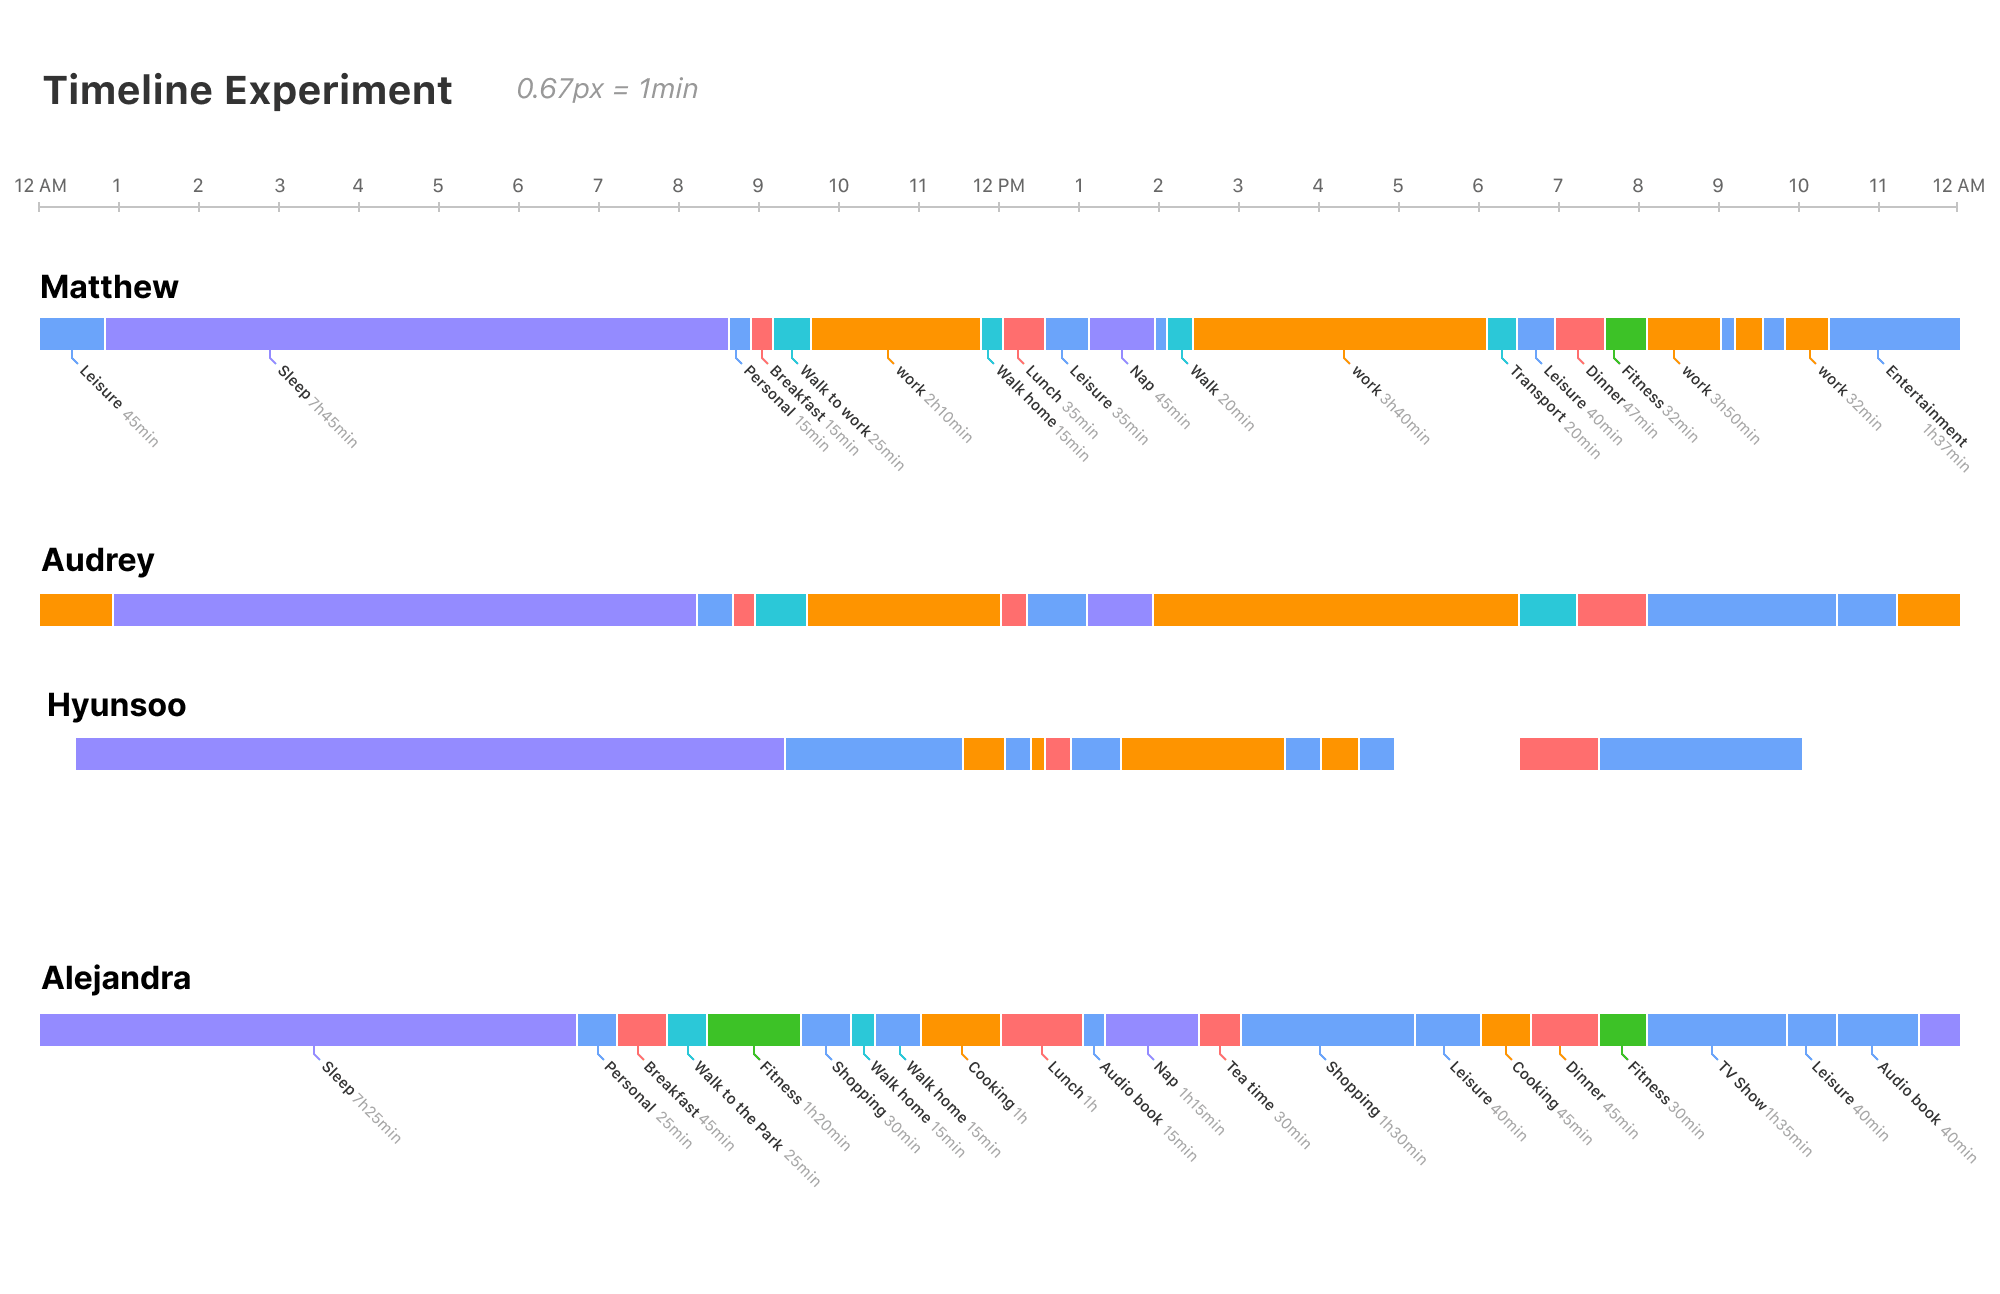 Timeline Experiment 0.67px = 1min
12 AM 1 2 3 4 5 6 7 8 9 10 11 12 PM 1 2 3 4 5 6 7 8 9 10 11 12 AM
Matthew
Leisure 45min
Sleep 7h45min
Personal 15min
Breakfast 15min
Walk to work 25min
work 2h10min
Walk home 15min
Lunch 35min
Leisure 35min
Nap 45min
Walk 20min
work 3h40min
Transport 20min
Leisure 40min
Dinner 47min
Fitness 32min
work 3h50min
work 32min
Entertainment
1h37min
Audrey
Hyunsoo
Alejandra
Sleep 7h25min
Personal 25min
Breakfast 45min
Walk to the Park 25min
Fitness 1h20min
Shopping 30min
Walk home 15min
Walk home 15min
Cooking 1h
Lunch 1h
Audio book 15min
Nap 1h15min
Tea time 30min
Shopping 1h30min
Leisure 40min
Cooking 45min
Dinner 45min
Fitness 30min
TV Show 1h35min
Leisure 40min
Audio book 40min